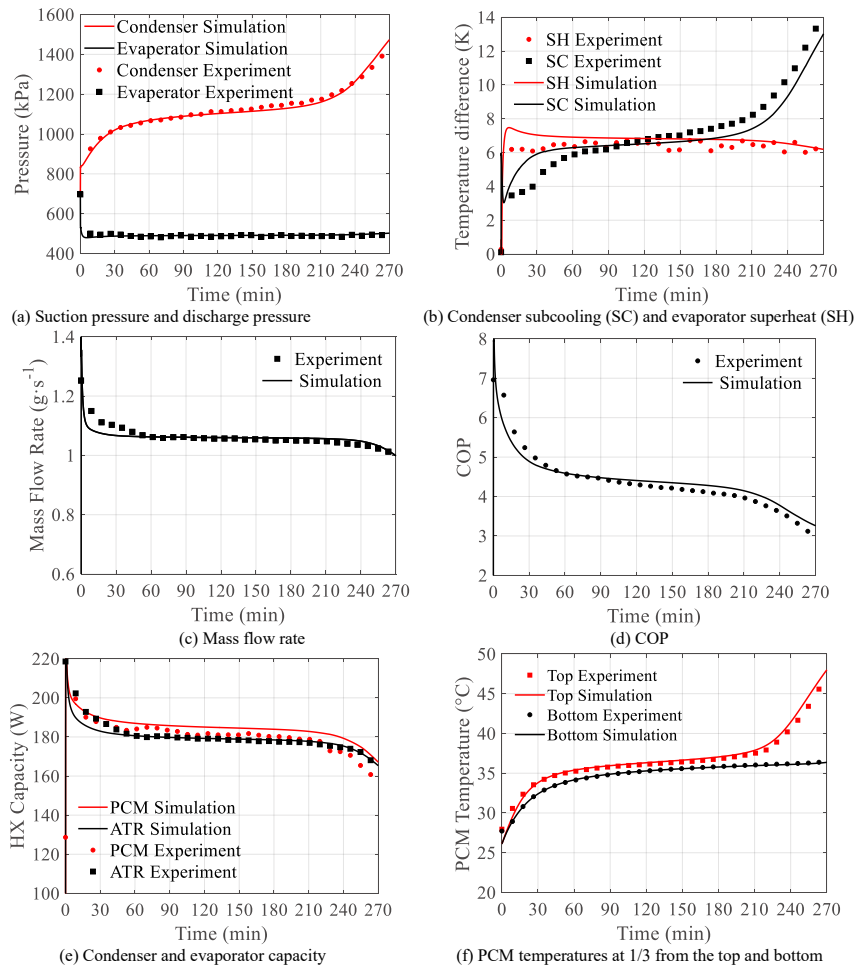 Condenser Simulation
Evaporator Simulation
Condenser Experiment
Evaporator Experiment
Pressure (kPa)
1800
1600
1400
1200
1000
800
600
400
0 30 60 90 120 150 180 210 240 270
Time (min)
(a) Suction pressure and discharge pressure
SH Experiment
SC Experiment
SH Simulation
SC Simulation
Temperature difference (K)
14
12
10
8
6
4
2
0
0 30 60 90 120 150 180 210 240 270
Time (min)
(b) Condenser subcooling (SC) and evaporator superheat (SH)
Experiment
Simulation
Mass Flow Rate (g·s-1)
1.4
1.2
1
0.8
0.6
0 30 60 90 120 150 180 210 240 270
Time (min)
(c) Mass flow rate
Experiment
Simulation
COP
8
7
6
5
4
3
2
0 30 60 90 120 150 180 210 240 270
Time (min)
(d) COP
HX Capacity (W)
220
200
180
160
140
120
100
PCM Simulation
ATR Simulation
PCM Experiment
ATR Experiment
0 30 60 90 120 150 180 210 240 270
Time (min)
(e) Condenser and evaporator capacity
Top Experiment
Top Simulation
Bottom Experiment
Bottom Simulation
PCM Temperature (°C)
50
45
40
35
30
25
20
0 30 60 90 120 150 180 210 240 270
Time (min)
(f) PCM temperatures at 1/3 from the top and bottom